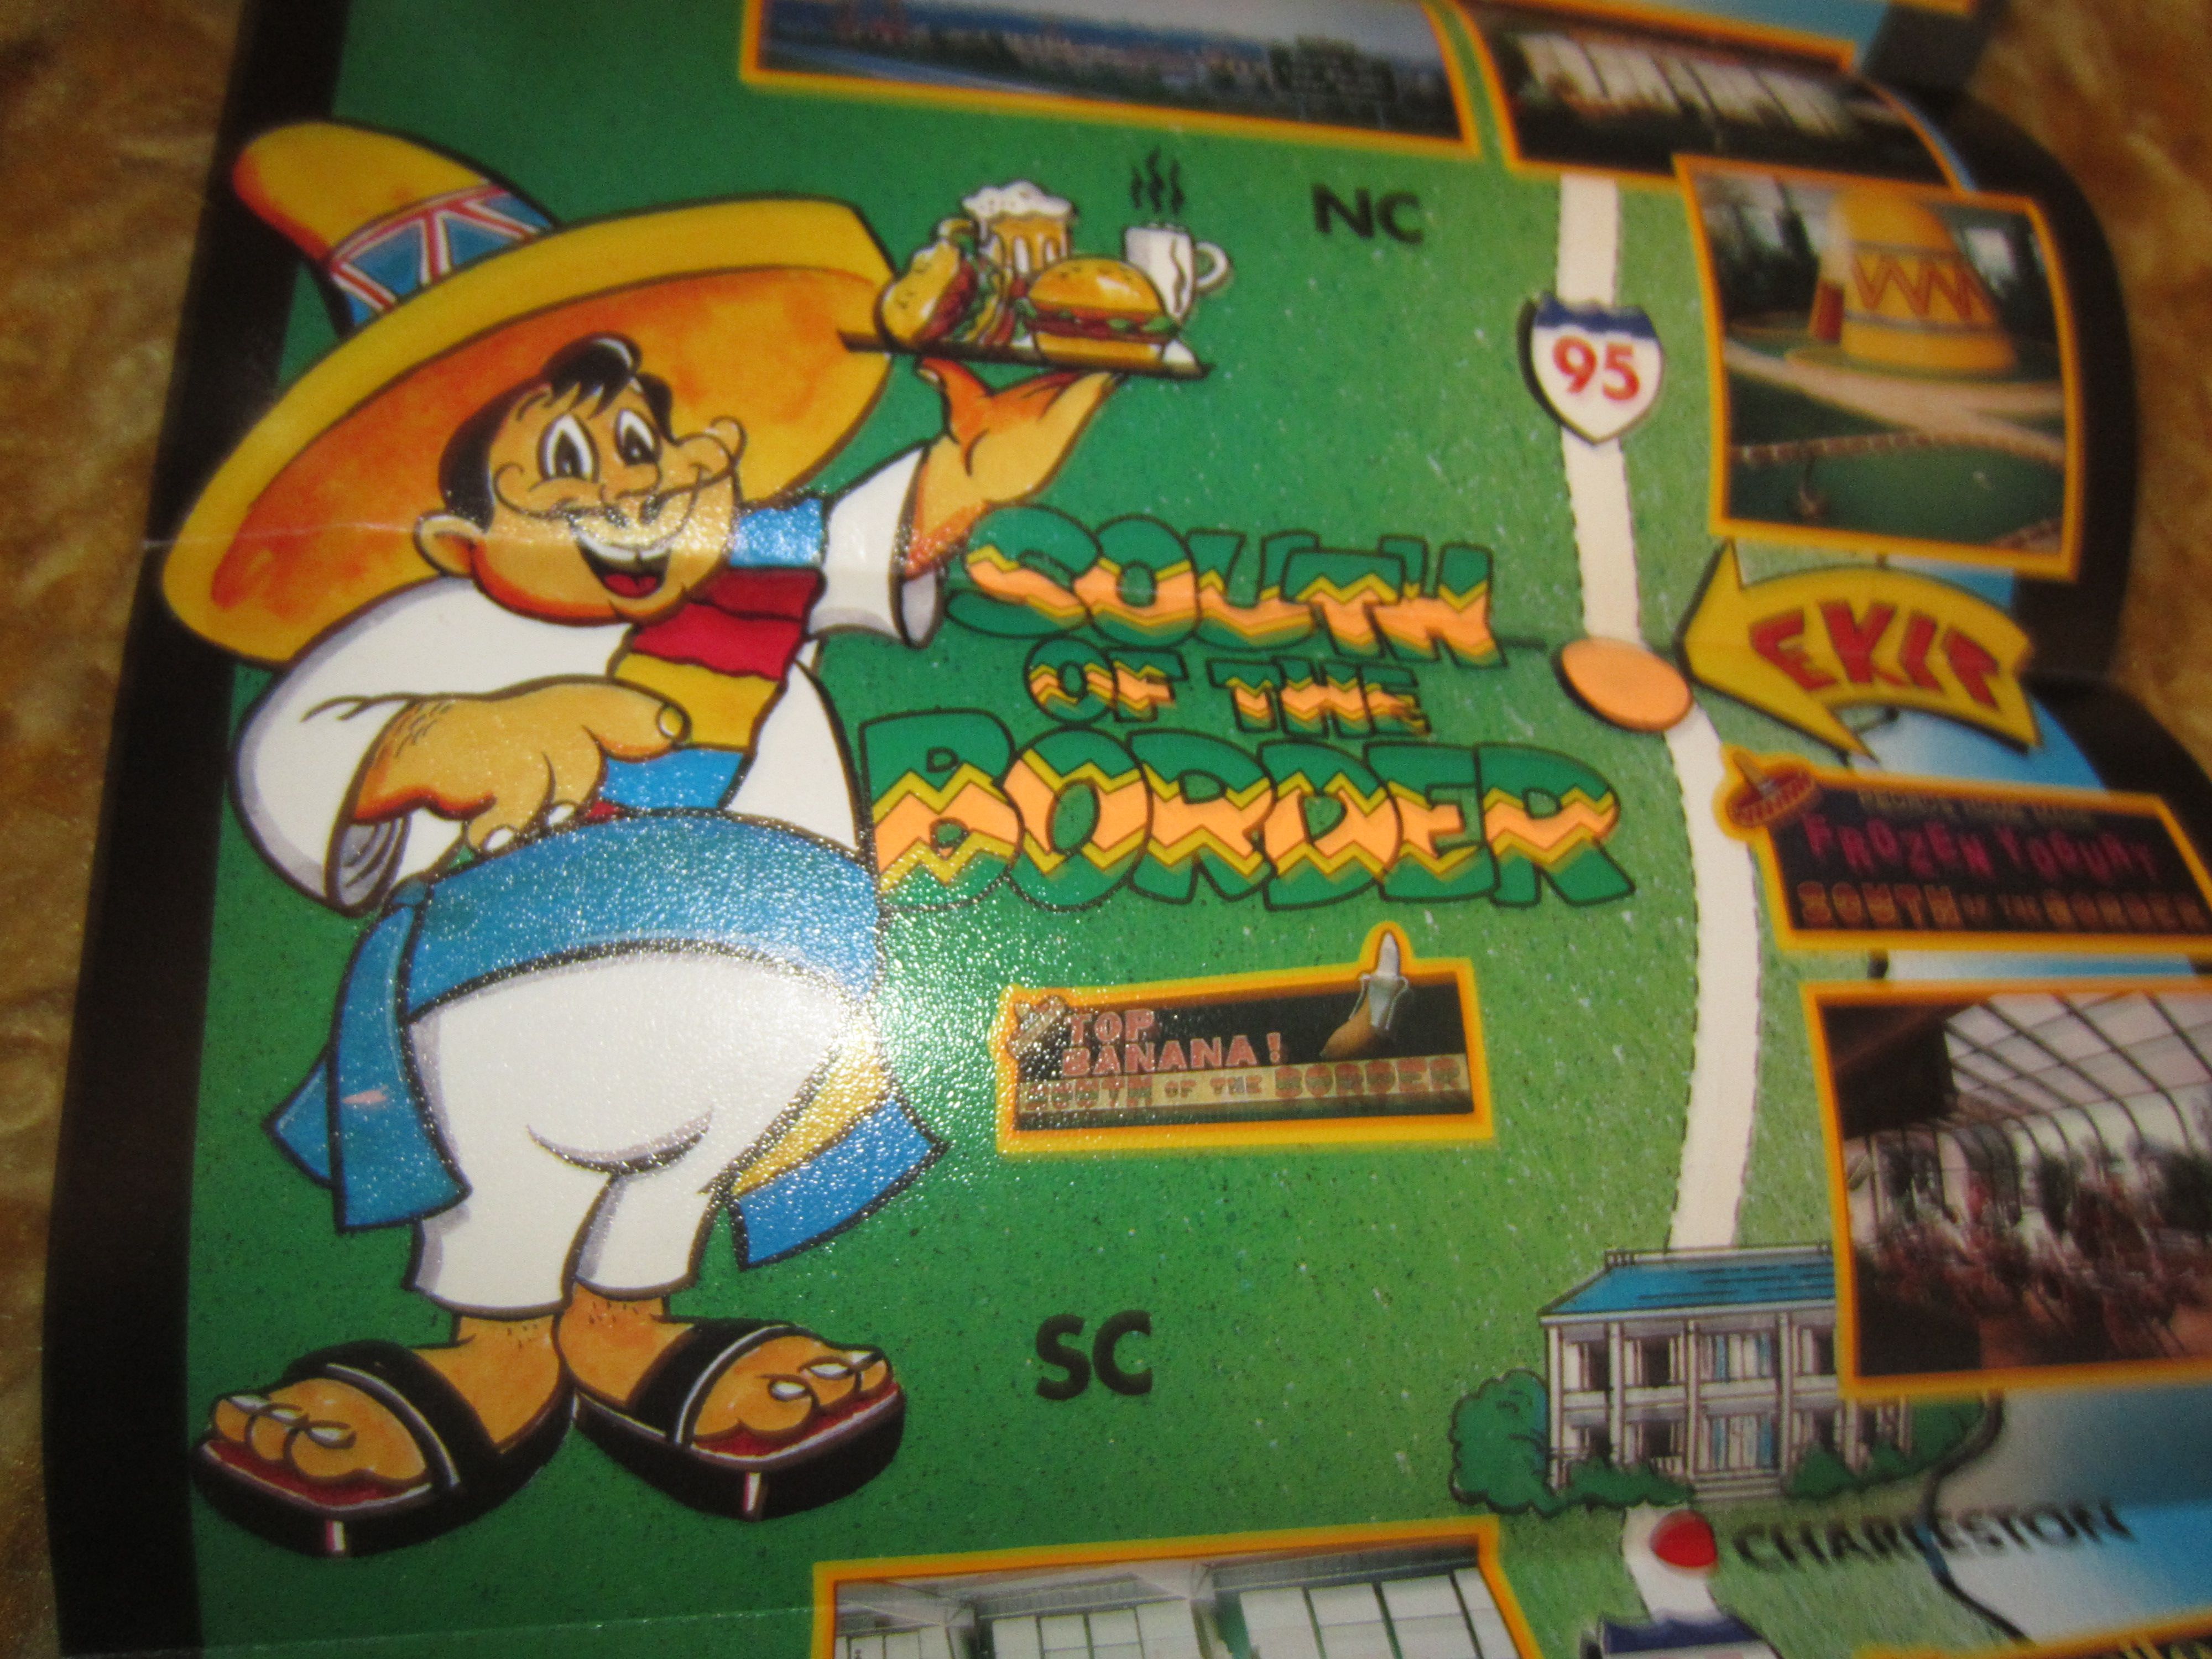 NC
95
SOUTH
OF THE
BORDER
EXIT
FROZEN YOGURT
SOUTH OF THE BORDER
TOP
BANANA!
SOUTH OF THE BORDER
SC
CHARLESTON